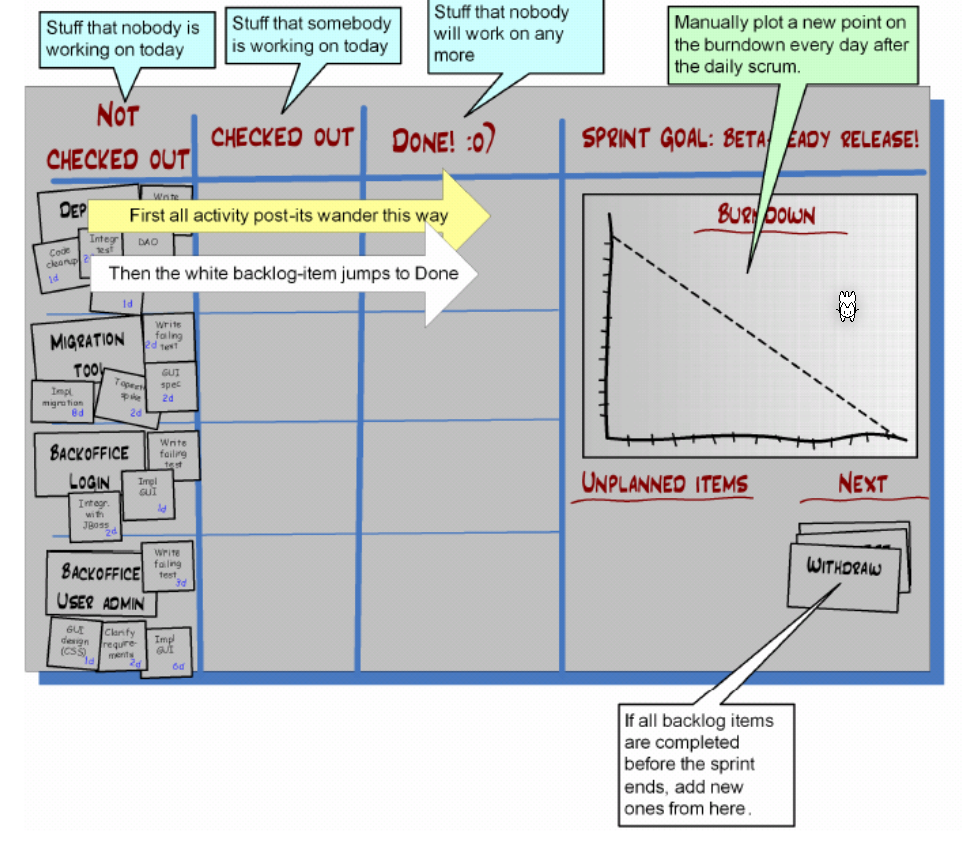 Stuff that nobody is
working on today
Stuff that somebody
is working on today
Stuff that nobody
will work on any
more
Manually plot a new point on
the burndown every day after
the daily scrum.
NOT
CHECKED OUT
CHECKED OUT
DONE! :o)
SPRINT GOAL: BETA-READY RELEASE!
First all activity post-its wander this way
Then the white backlog-item jumps to Done
DEP
Write
Code
cleanup
1d
Integr
test
2
DAO
1d
MIGRATION
TOOL
Write
failing
test
2d
GUI
spec
2d
Impl.
migration
8d
2d
BACKOFFICE
LOGIN
Write
failing
test
Impl
GUI
1d
Integr.
with
JBoss
2d
BACKOFFICE
USER ADMIN
Write
failing
test
3d
GUI
design
(CSS)
1d
Clarify
require-
ments
2d
Impl
GUI
6d
BURNDOWN
UNPLANNED ITEMS
NEXT
WITHDRAW
If all backlog items
are completed
before the sprint
ends, add new
ones from here.